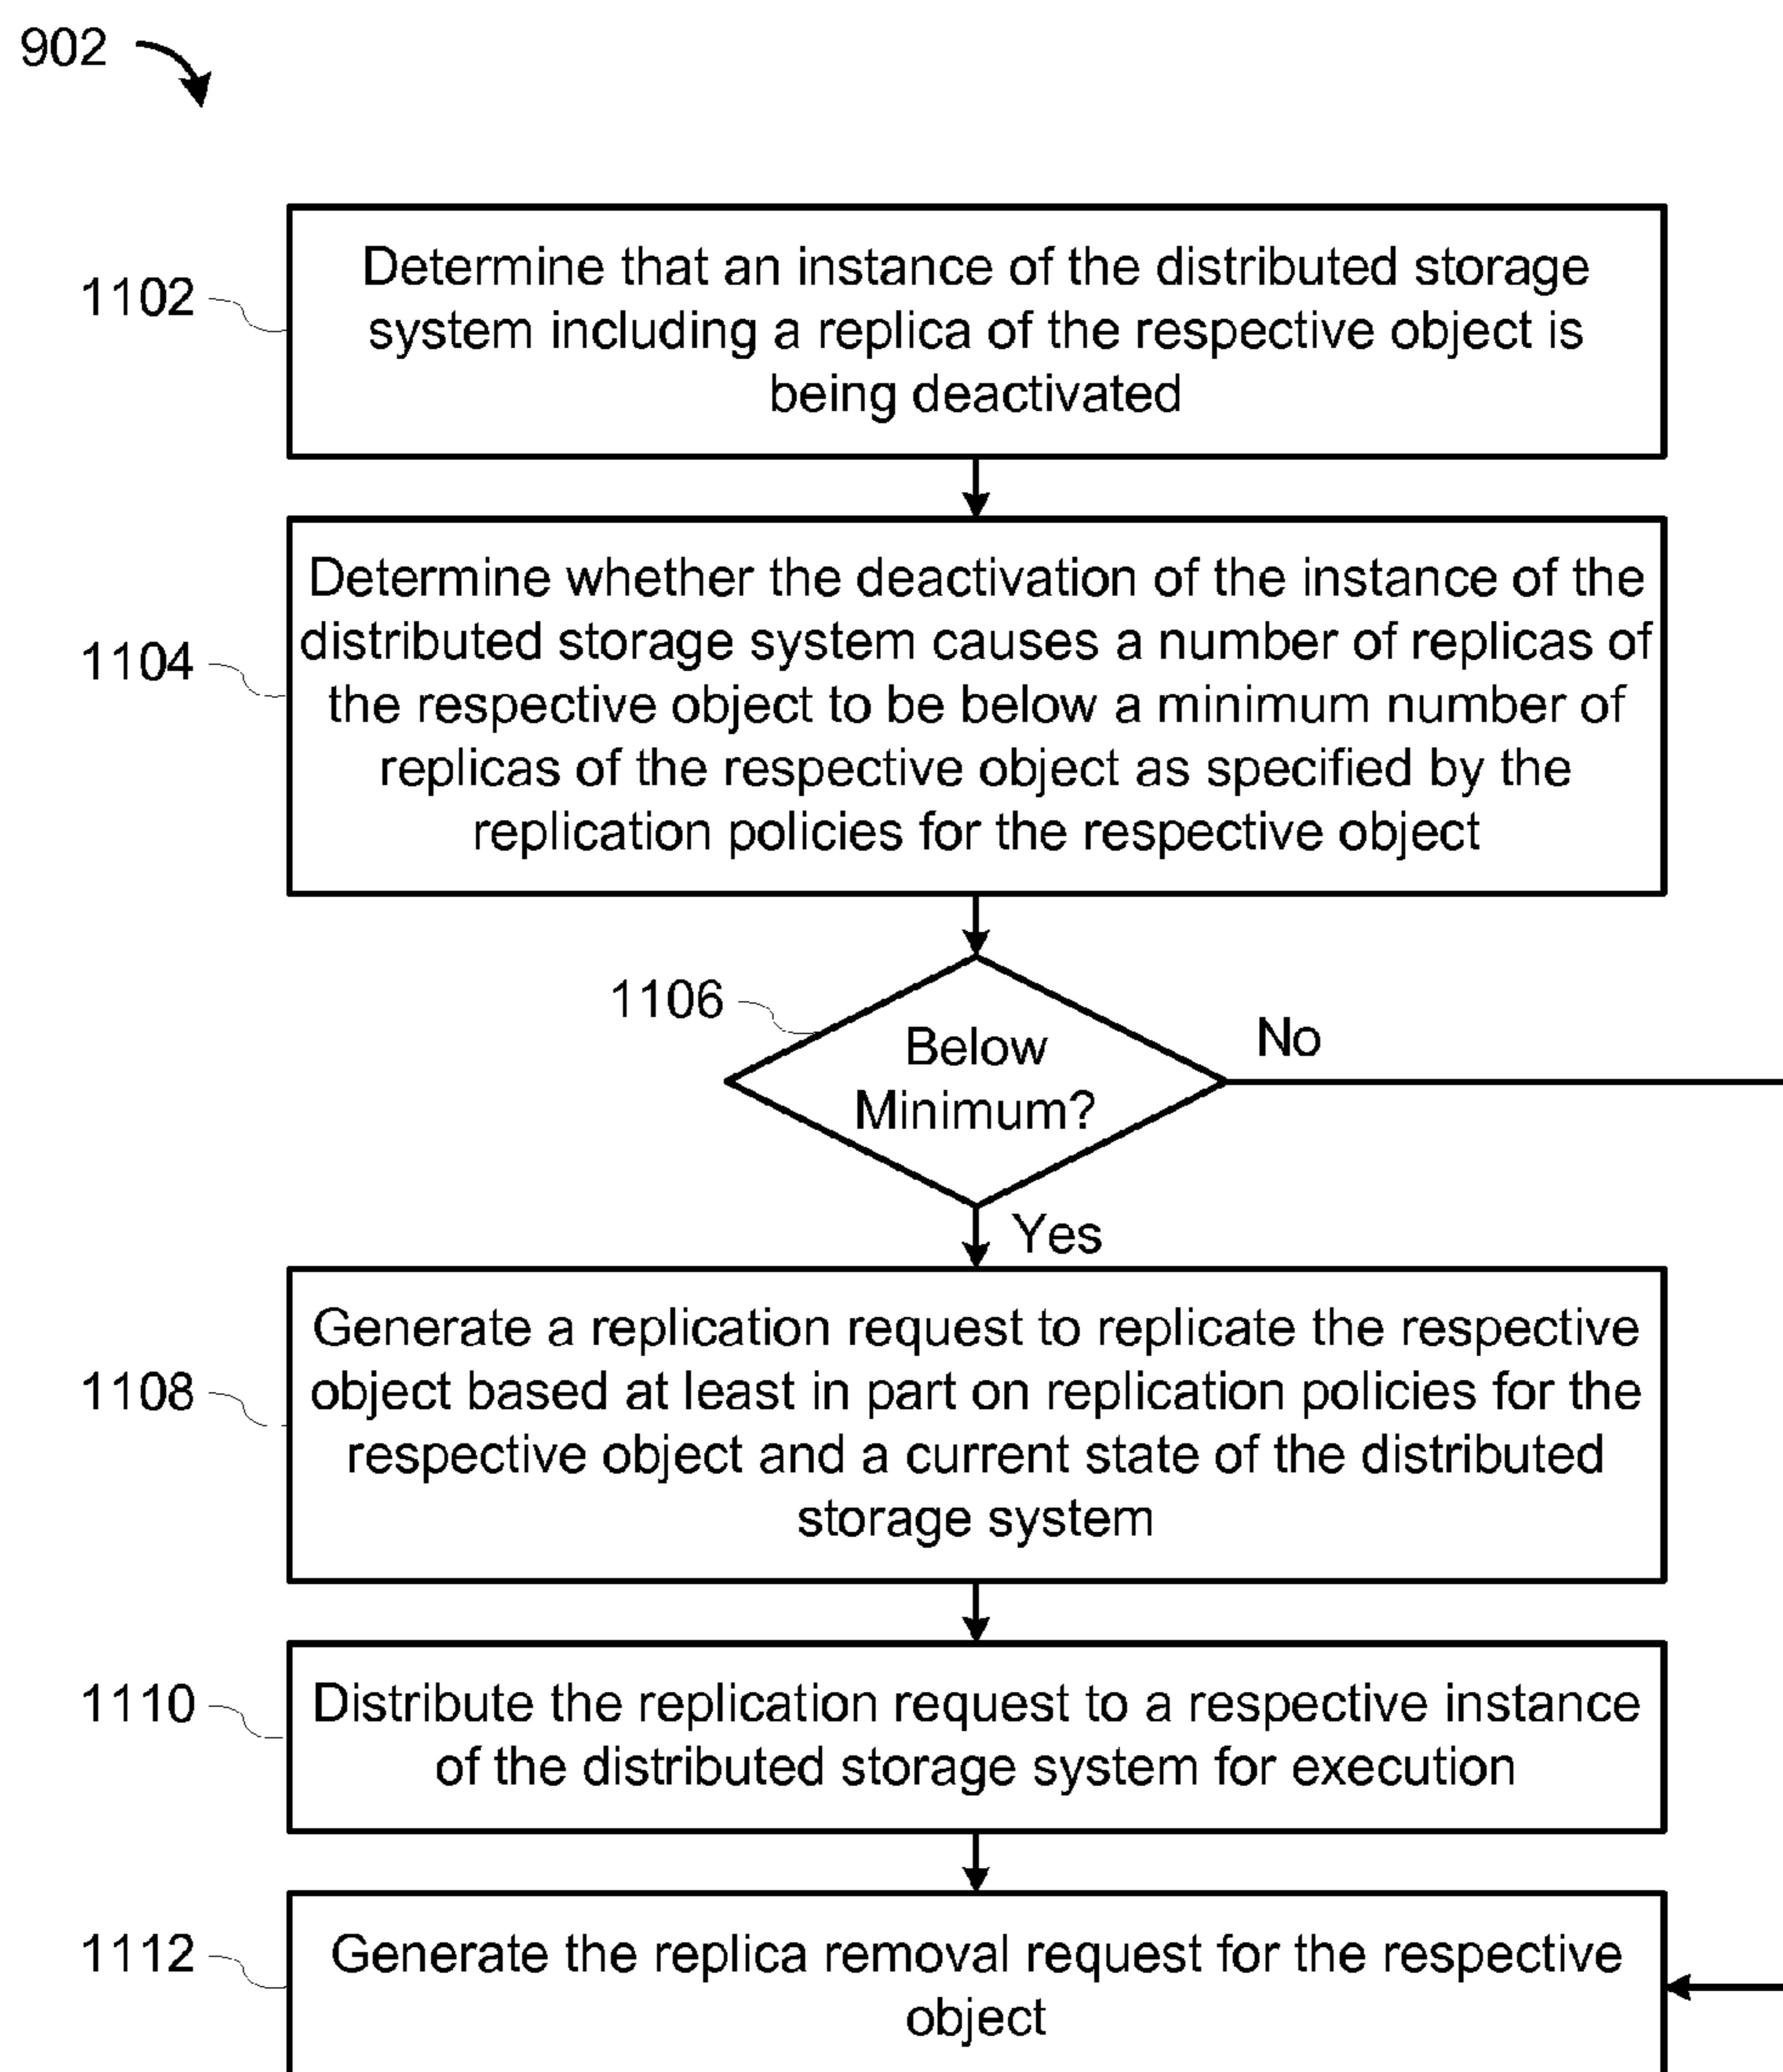 902
1102
Determine that an instance of the distributed storage
system including a replica of the respective object is
being deactivated
1104
Determine whether the deactivation of the instance of the
distributed storage system causes a number of replicas of
the respective object to be below a minimum number of
replicas of the respective object as specified by the
replication policies for the respective object
1106
Below
Minimum?
No
Yes
1108
Generate a replication request to replicate the respective
object based at least in part on replication policies for the
respective object and a current state of the distributed
storage system
1110
Distribute the replication request to a respective instance
of the distributed storage system for execution
1112
Generate the replica removal request for the respective
object